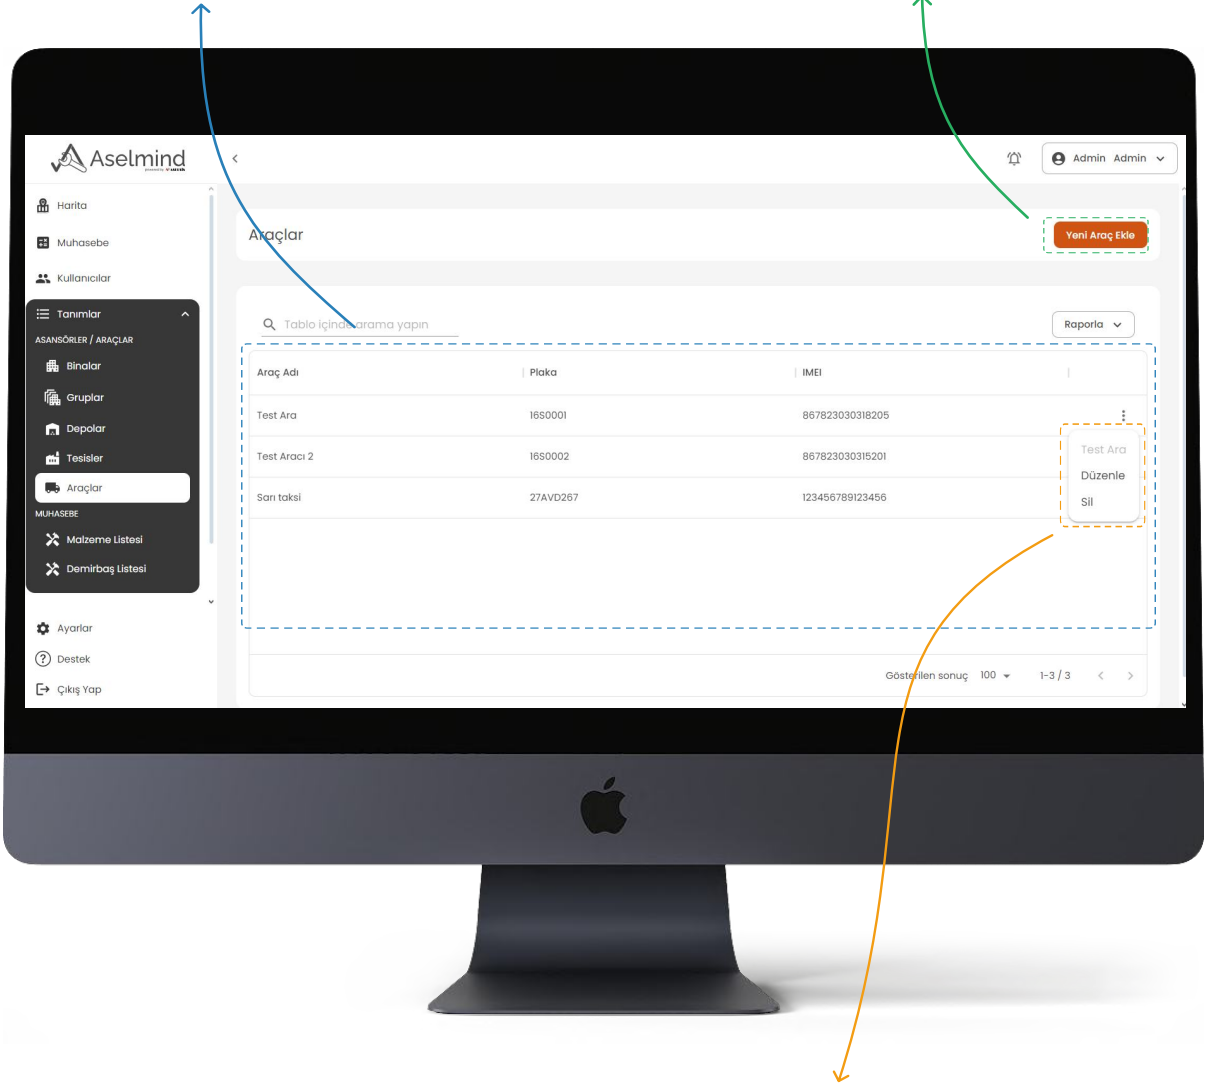 Aselmind
Admin Admin
Harita
Muhasebe
Kullanıcılar
Tanımlar
ASANSÖRLER / ARAÇLAR
Binalar
Gruplar
Depolar
Tesisler
Araçlar
MUHASEBE
Malzeme Listesi
Demirbaş Listesi
Ayarlar
Destek
Çıkış Yap
Araçlar
Yeni Araç Ekle
Tablo içinde arama yapın
Raporla
Araç Adı Plaka IMEI
Test Ara 16S0001 867823030318205
Test Aracı 2 16S0002 867823030315201
Sarı taksi 27AVD267 123456789123456
Test Ara
Düzenle
Sil
Gösterilen sonuç 100 1-3 / 3